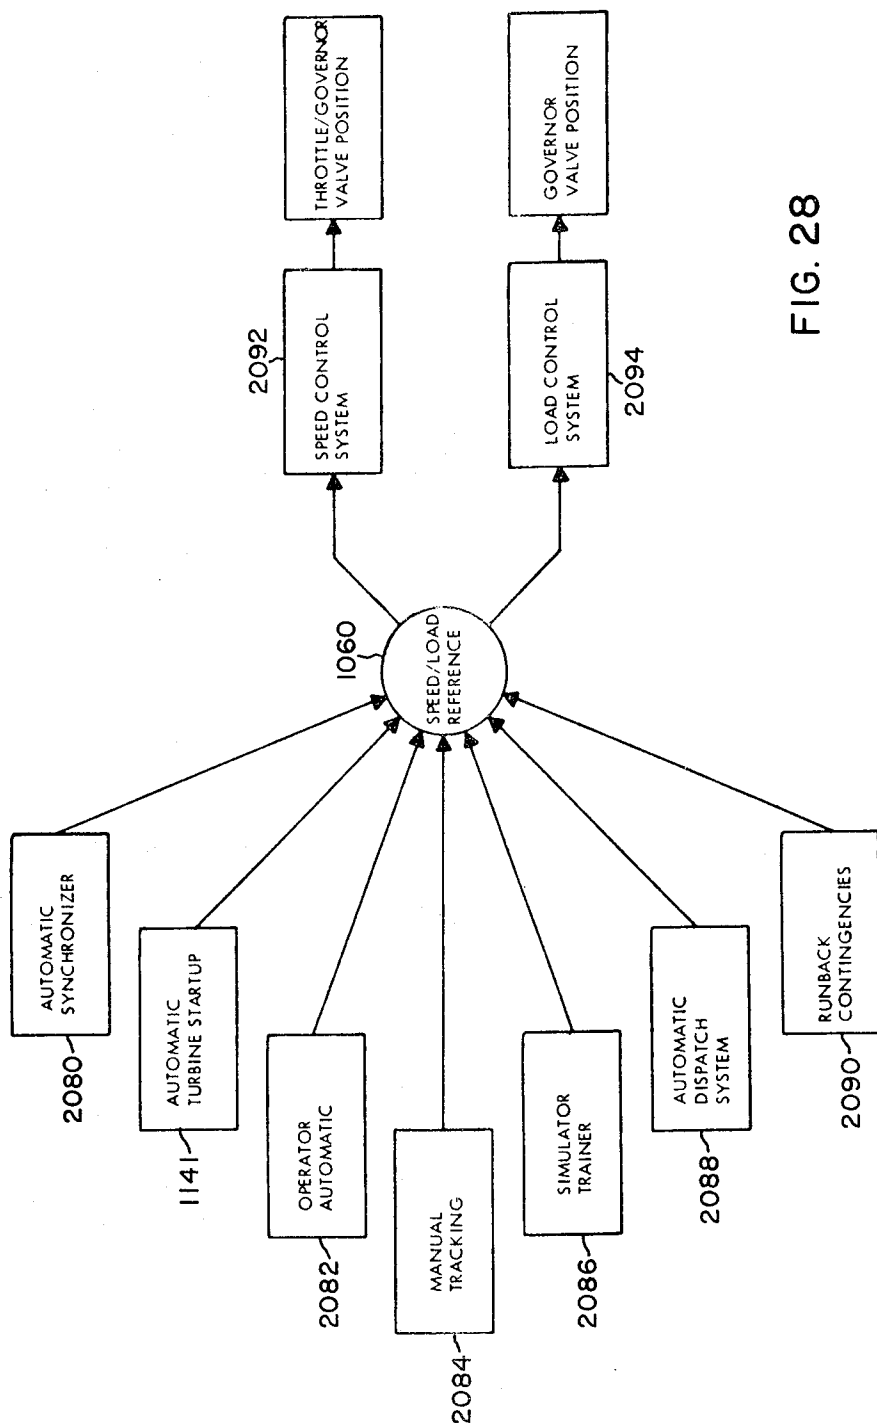 AUTOMATIC
SYNCHRONIZER
2080
AUTOMATIC
TURBINE STARTUP
1141
OPERATOR
AUTOMATIC
2082
MANUAL
TRACKING
2084
SIMULATOR
TRAINER
2086
AUTOMATIC
DISPATCH
SYSTEM
2088
RUNBACK
CONTINGENCIES
2090
1060
SPEED/LOAD
REFERENCE
2092
SPEED CONTROL
SYSTEM
THROTTLE/GOVERNOR
VALVE POSITION
LOAD CONTROL
SYSTEM
2094
GOVERNOR
VALVE POSITION
FIG. 28